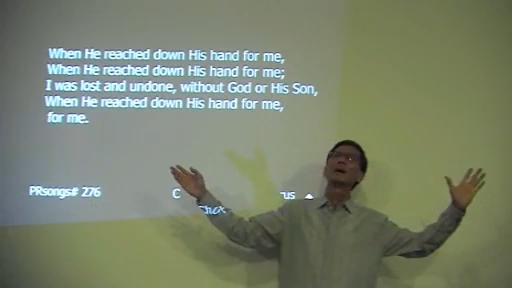 When He reached down His hand for me,
When He reached down His hand for me;
I was lost and undone, without God or His Son,
When He reached down His hand for me,
for me.
PRsongs# 276